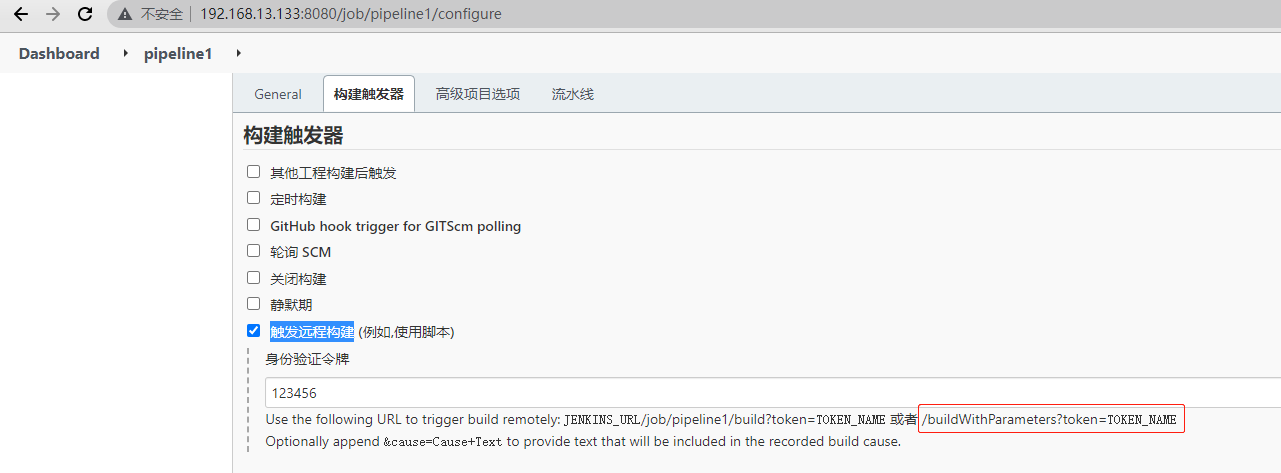 不安全 | 192.168.13.133:8080/job/pipeline1/configure
Dashboard pipeline1
General 构建触发器 高级项目选项 流水线
构建触发器
其他工程构建后触发
定时构建
GitHub hook trigger for GITScm polling
轮询 SCM
关闭构建
静默期
触发远程构建 (例如,使用脚本)
身份验证令牌
123456
Use the following URL to trigger build remotely: JENKINS_URL/job/pipeline1/build?token=TOKEN_NAME 或者 /buildWithParameters?token=TOKEN_NAME
Optionally append &cause=Cause+Text to provide text that will be included in the recorded build cause.